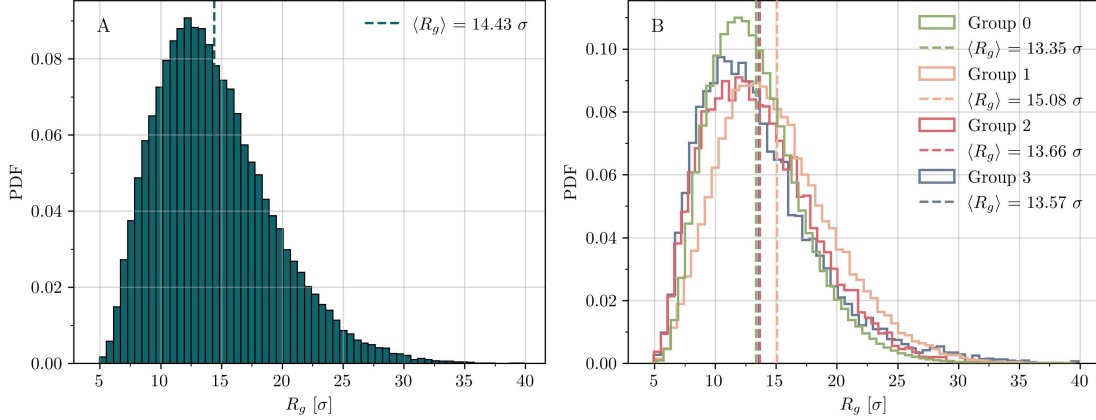 A
⟨R_g⟩ = 14.43 σ
PDF
0.08
0.06
0.04
0.02
0.00
5 10 15 20 25 30 35 40
R_g [σ]
B
Group 0
⟨R_g⟩ = 13.35 σ
Group 1
⟨R_g⟩ = 15.08 σ
Group 2
⟨R_g⟩ = 13.66 σ
Group 3
⟨R_g⟩ = 13.57 σ
PDF
0.10
0.08
0.06
0.04
0.02
0.00
5 10 15 20 25 30 35 40
R_g [σ]